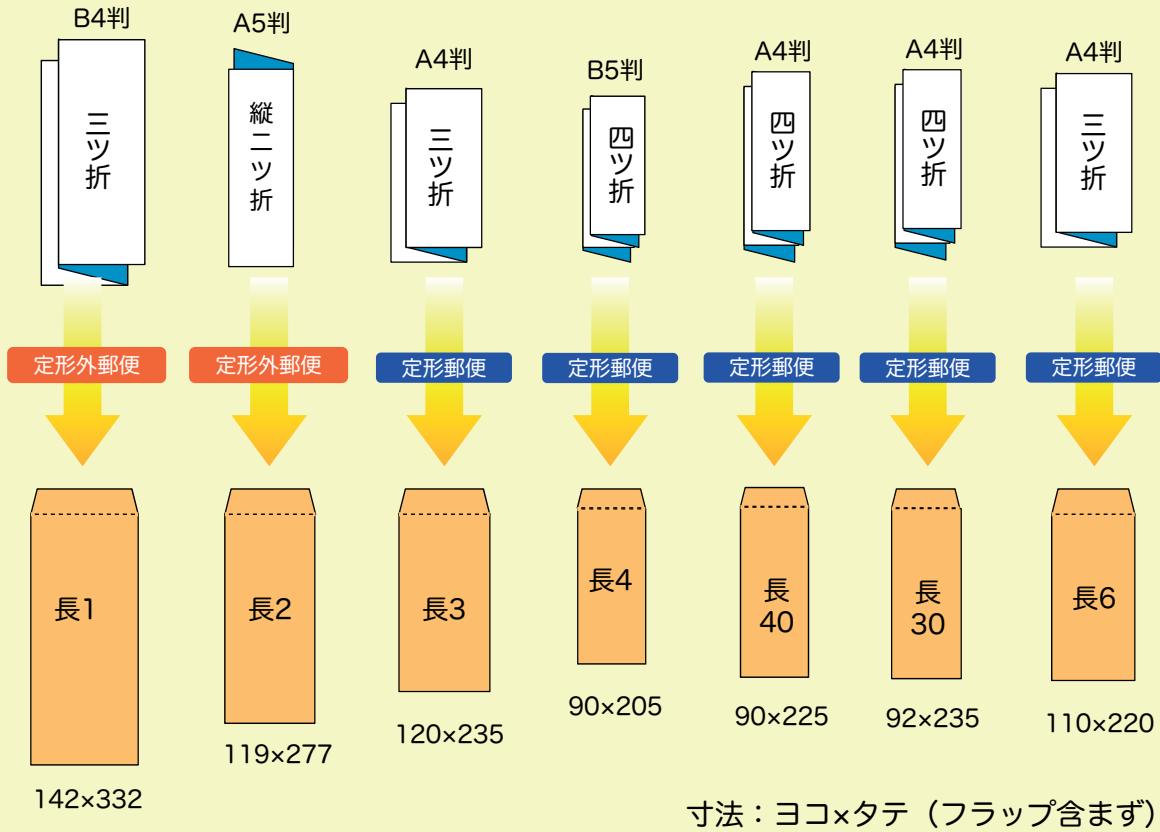 B4判
三ツ折
定形外郵便
長1
142×332
A5判
縦二ツ折
定形外郵便
長2
119×277
A4判
三ツ折
定形郵便
長3
120×235
B5判
四ツ折
定形郵便
長4
90×205
A4判
四ツ折
定形郵便
長
40
90×225
A4判
四ツ折
定形郵便
長
30
92×235
A4判
三ツ折
定形郵便
長6
110×220
寸法：ヨコ×タテ（フラップ含まず）